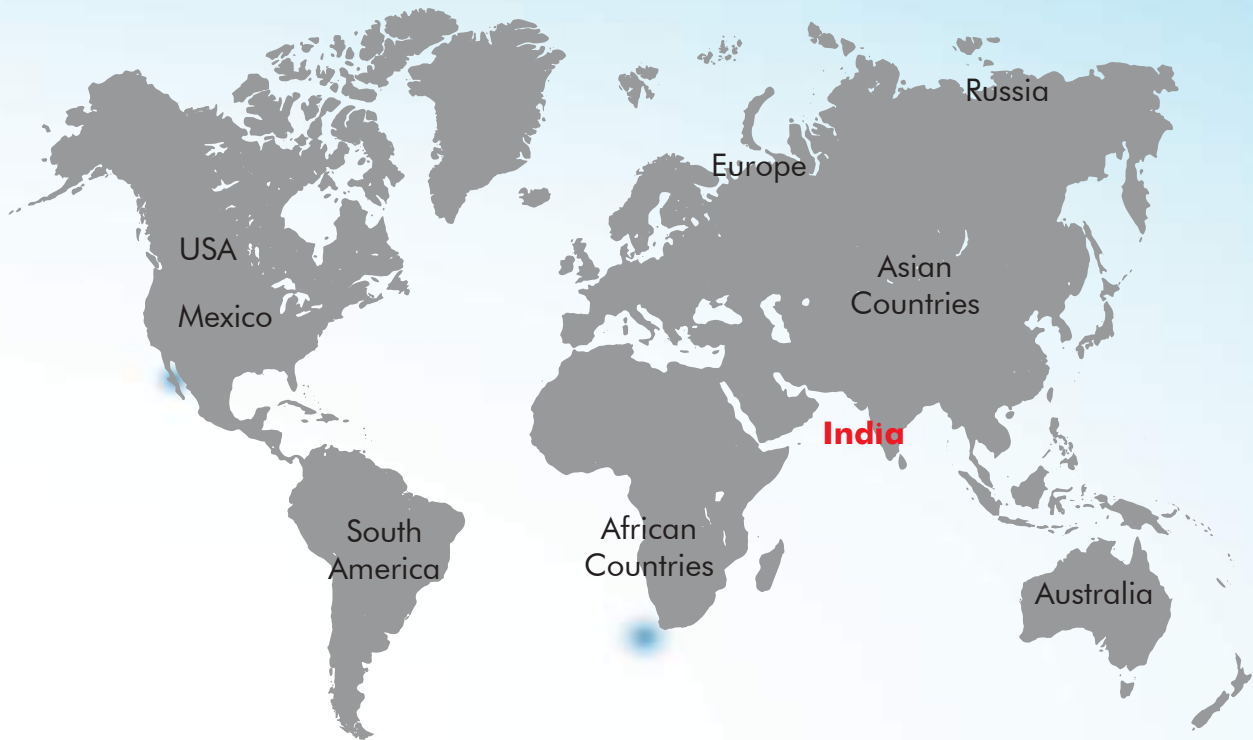 Russia
Europe
USA
Asian
Countries
Mexico
India
South
America
African
Countries
Australia